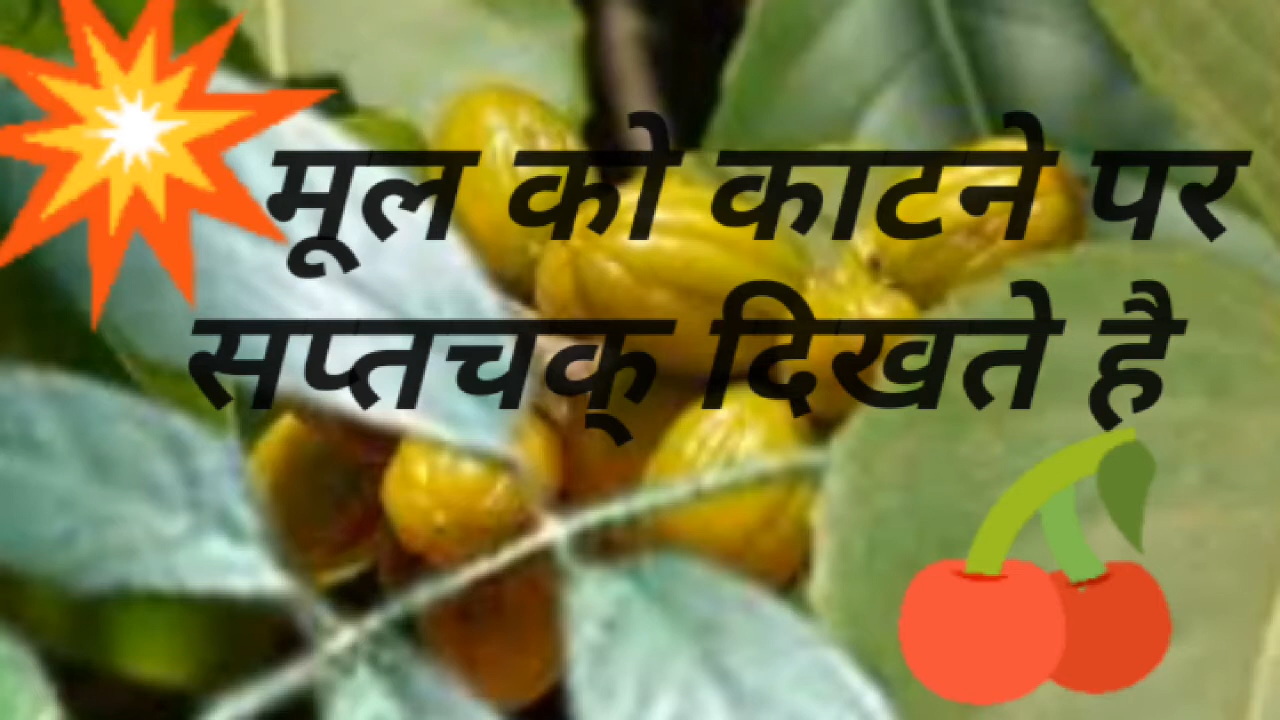 मूल को काटने पर
सप्तचक् दिखते है